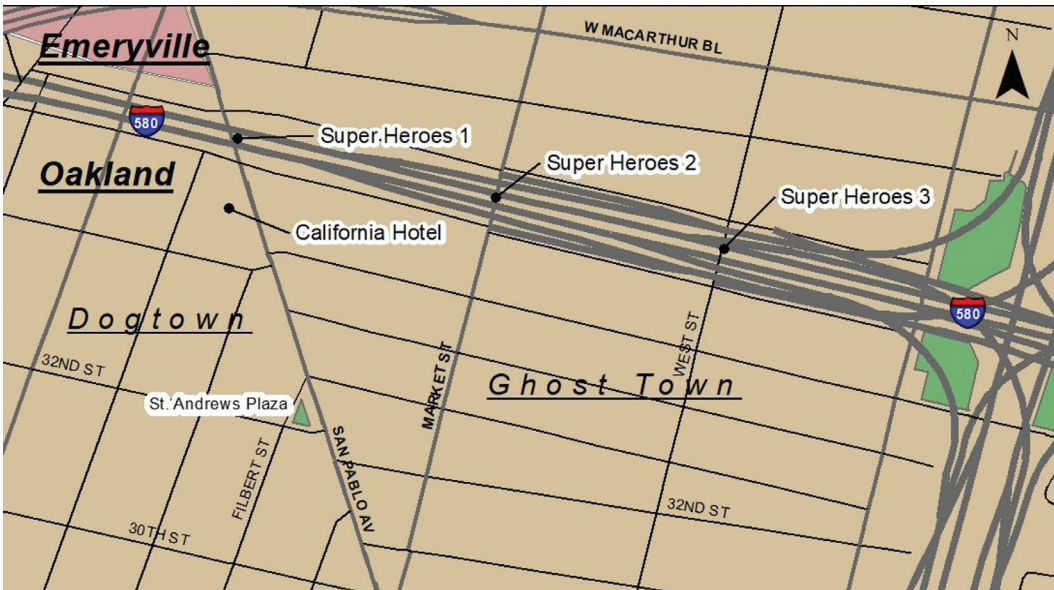 W MACARTHUR BL
N
Emeryville
580
Super Heroes 1
Super Heroes 2
Oakland
Super Heroes 3
California Hotel
580
Dogtown
WEST ST
32ND ST
MARKET ST
Ghost Town
St. Andrews Plaza
FILBERT ST
SAN PABLO AV
32ND ST
30TH ST